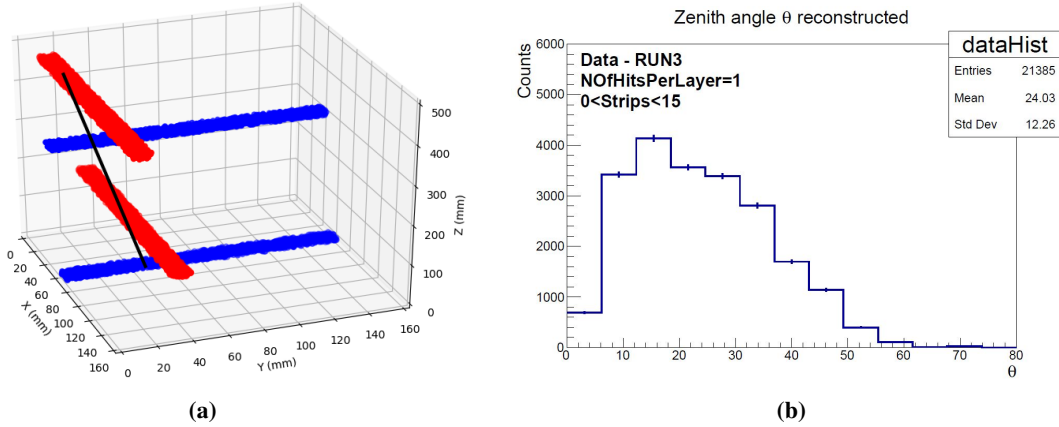 500
400
300
200
100
0
Z (mm)
0
20
40
60
80
100
120
140
160
X (mm)
0
20
40
60
80
100
120
140
160
Y (mm)
(a)
Zenith angle θ reconstructed
Counts
6000
5000
4000
3000
2000
1000
0
Data - RUN3
NOfHitsPerLayer=1
0<Strips<15
dataHist
Entries 21385
Mean 24.03
Std Dev 12.26
0 10 20 30 40 50 60 70 80
θ
(b)